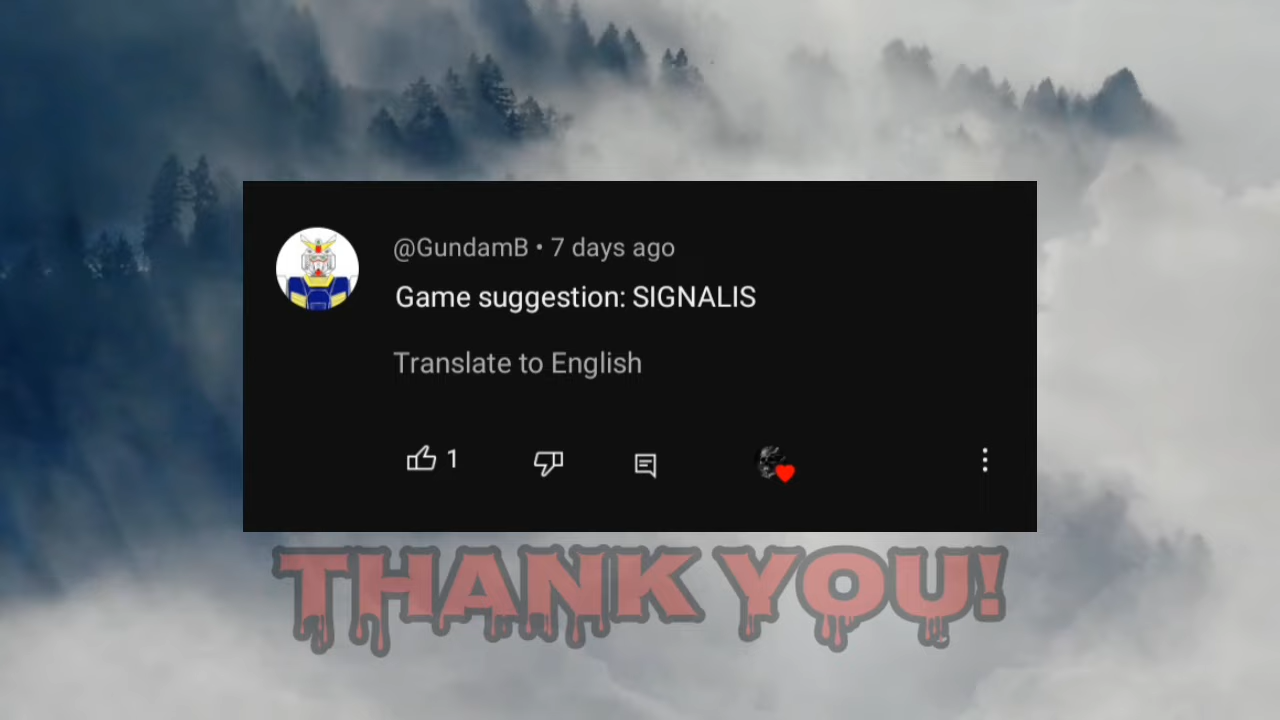 @GundamB • 7 days ago
Game suggestion: SIGNALIS
Translate to English
1
THANK YOU!